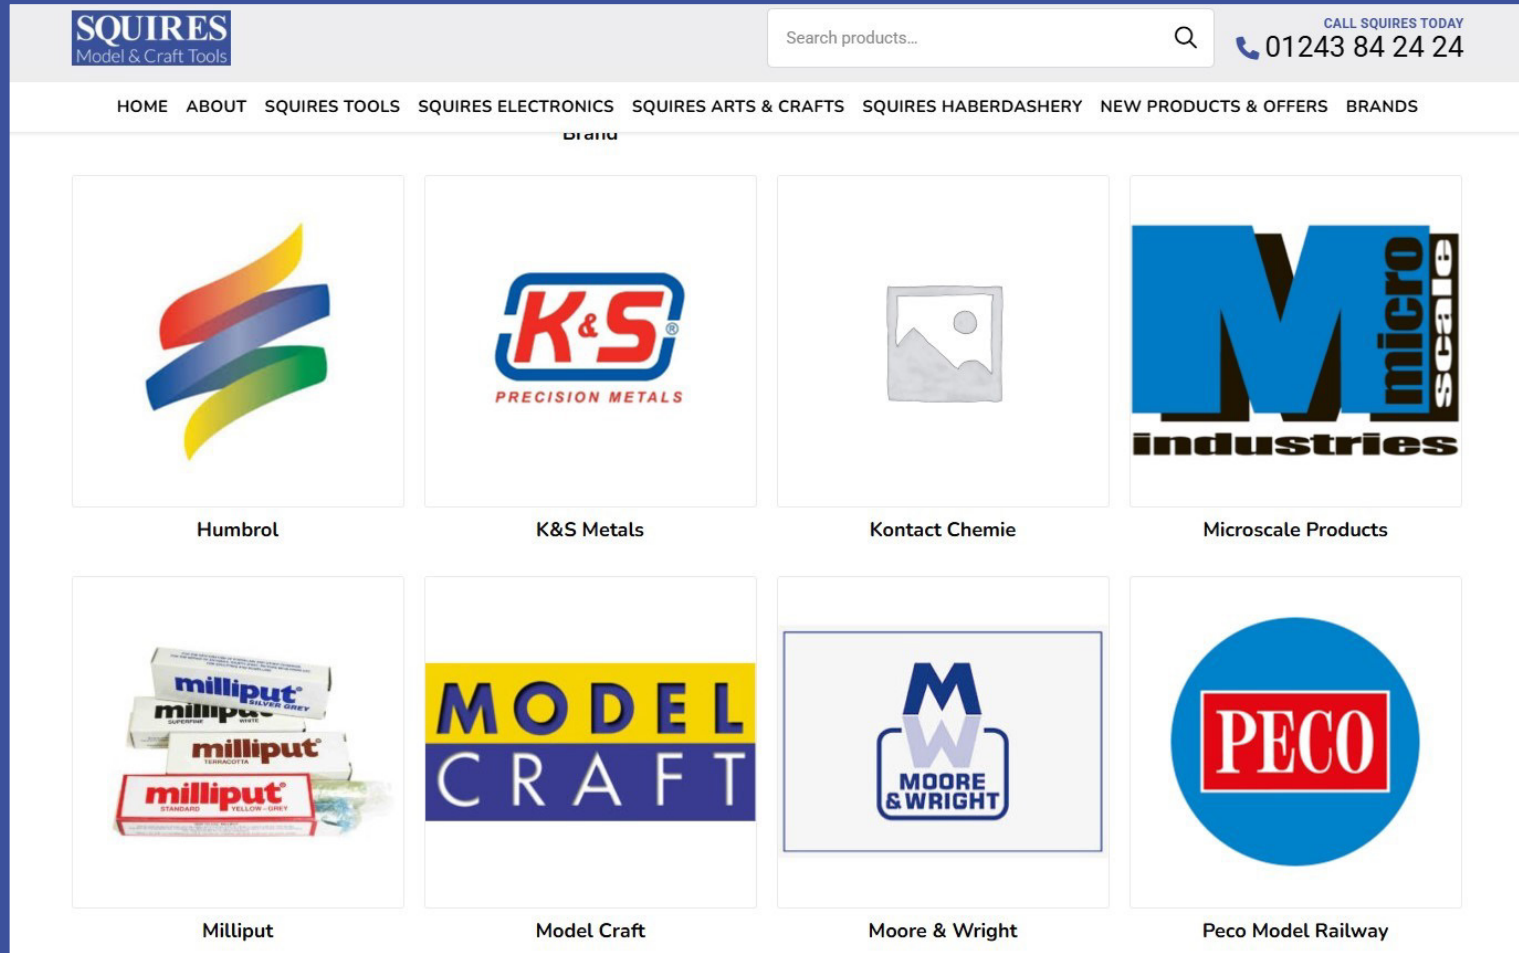 SQUIRES
Model & Craft Tools
Search products...
CALL SQUIRES TODAY
01243 84 24 24
HOME ABOUT SQUIRES TOOLS SQUIRES ELECTRONICS SQUIRES ARTS & CRAFTS SQUIRES HABERDASHERY NEW PRODUCTS & OFFERS BRANDS
Brand
K&S®
PRECISION METALS
M micro scale
industries
Humbrol
K&S Metals
Kontact Chemie
Microscale Products
milliput®
SILVER GREY
milliput
SUPERFINE WHITE
milliput®
TERRACOTTA
milliput®
STANDARD YELLOW-GREY
MODEL
CRAFT
M
W
MOORE
& WRIGHT
PECO
Milliput
Model Craft
Moore & Wright
Peco Model Railway